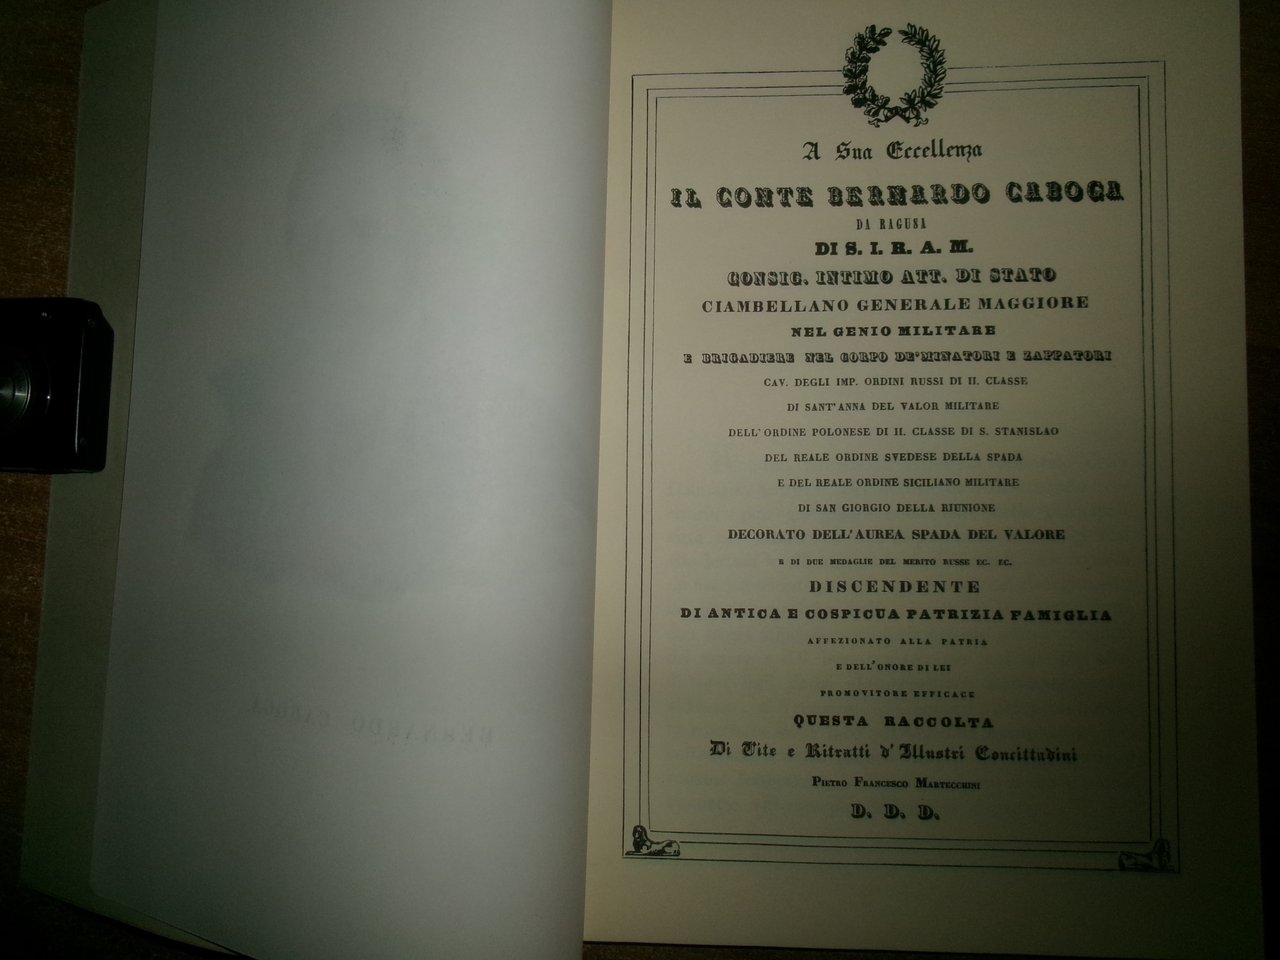 A Sua Eccellenza
IL CONTE BERNARDO CABOGA
DA RAGUSA
DI S. I. R. A. M.
CONSIG. INTIMO ATT. DI STATO
CIAMBELLANO GENERALE MAGGIORE
NEL GENIO MILITARE
E BRIGADIERE NEL CORPO DE'MINATORI E ZAPPATORI
CAV. DEGLI IMP. ORDINI RUSSI DI II. CLASSE
DI SANT'ANNA DEL VALOR MILITARE
DELL'ORDINE POLONESE DI II. CLASSE DI S. STANISLAO
DEL REALE ORDINE SVEDESE DELLA SPADA
E DEL REALE ORDINE SICILIANO MILITARE
DI SAN GIORGIO DELLA RIUNIONE
DECORATO DELL'AUREA SPADA DEL VALORE
E DI DUE MEDAGLIE DEL MERITO RUSSE EC. EC.
DISCENDENTE
DI ANTICA E COSPICUA PATRIZIA FAMIGLIA
AFFEZIONATO ALLA PATRIA
E DELL'ONORE DI LEI
PROMOVITORE EFFICACE
QUESTA RACCOLTA
Di Vite e Ritratti d'Illustri Concittadini
PIETRO FRANCESCO MARTECCHINI
D. D. D.
BERNARDO CABOGA